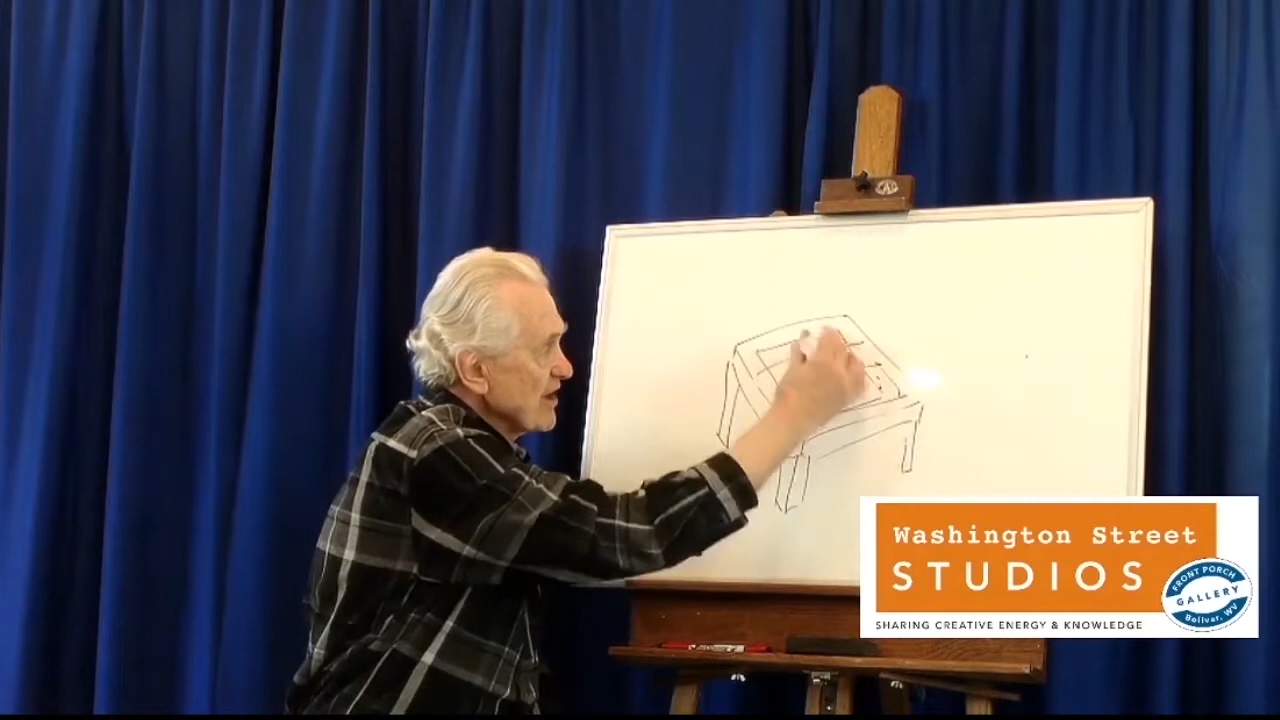 Washington Street
STUDIOS
FRONT PORCH
GALLERY
Bolivar, WV
SHARING CREATIVE ENERGY & KNOWLEDGE